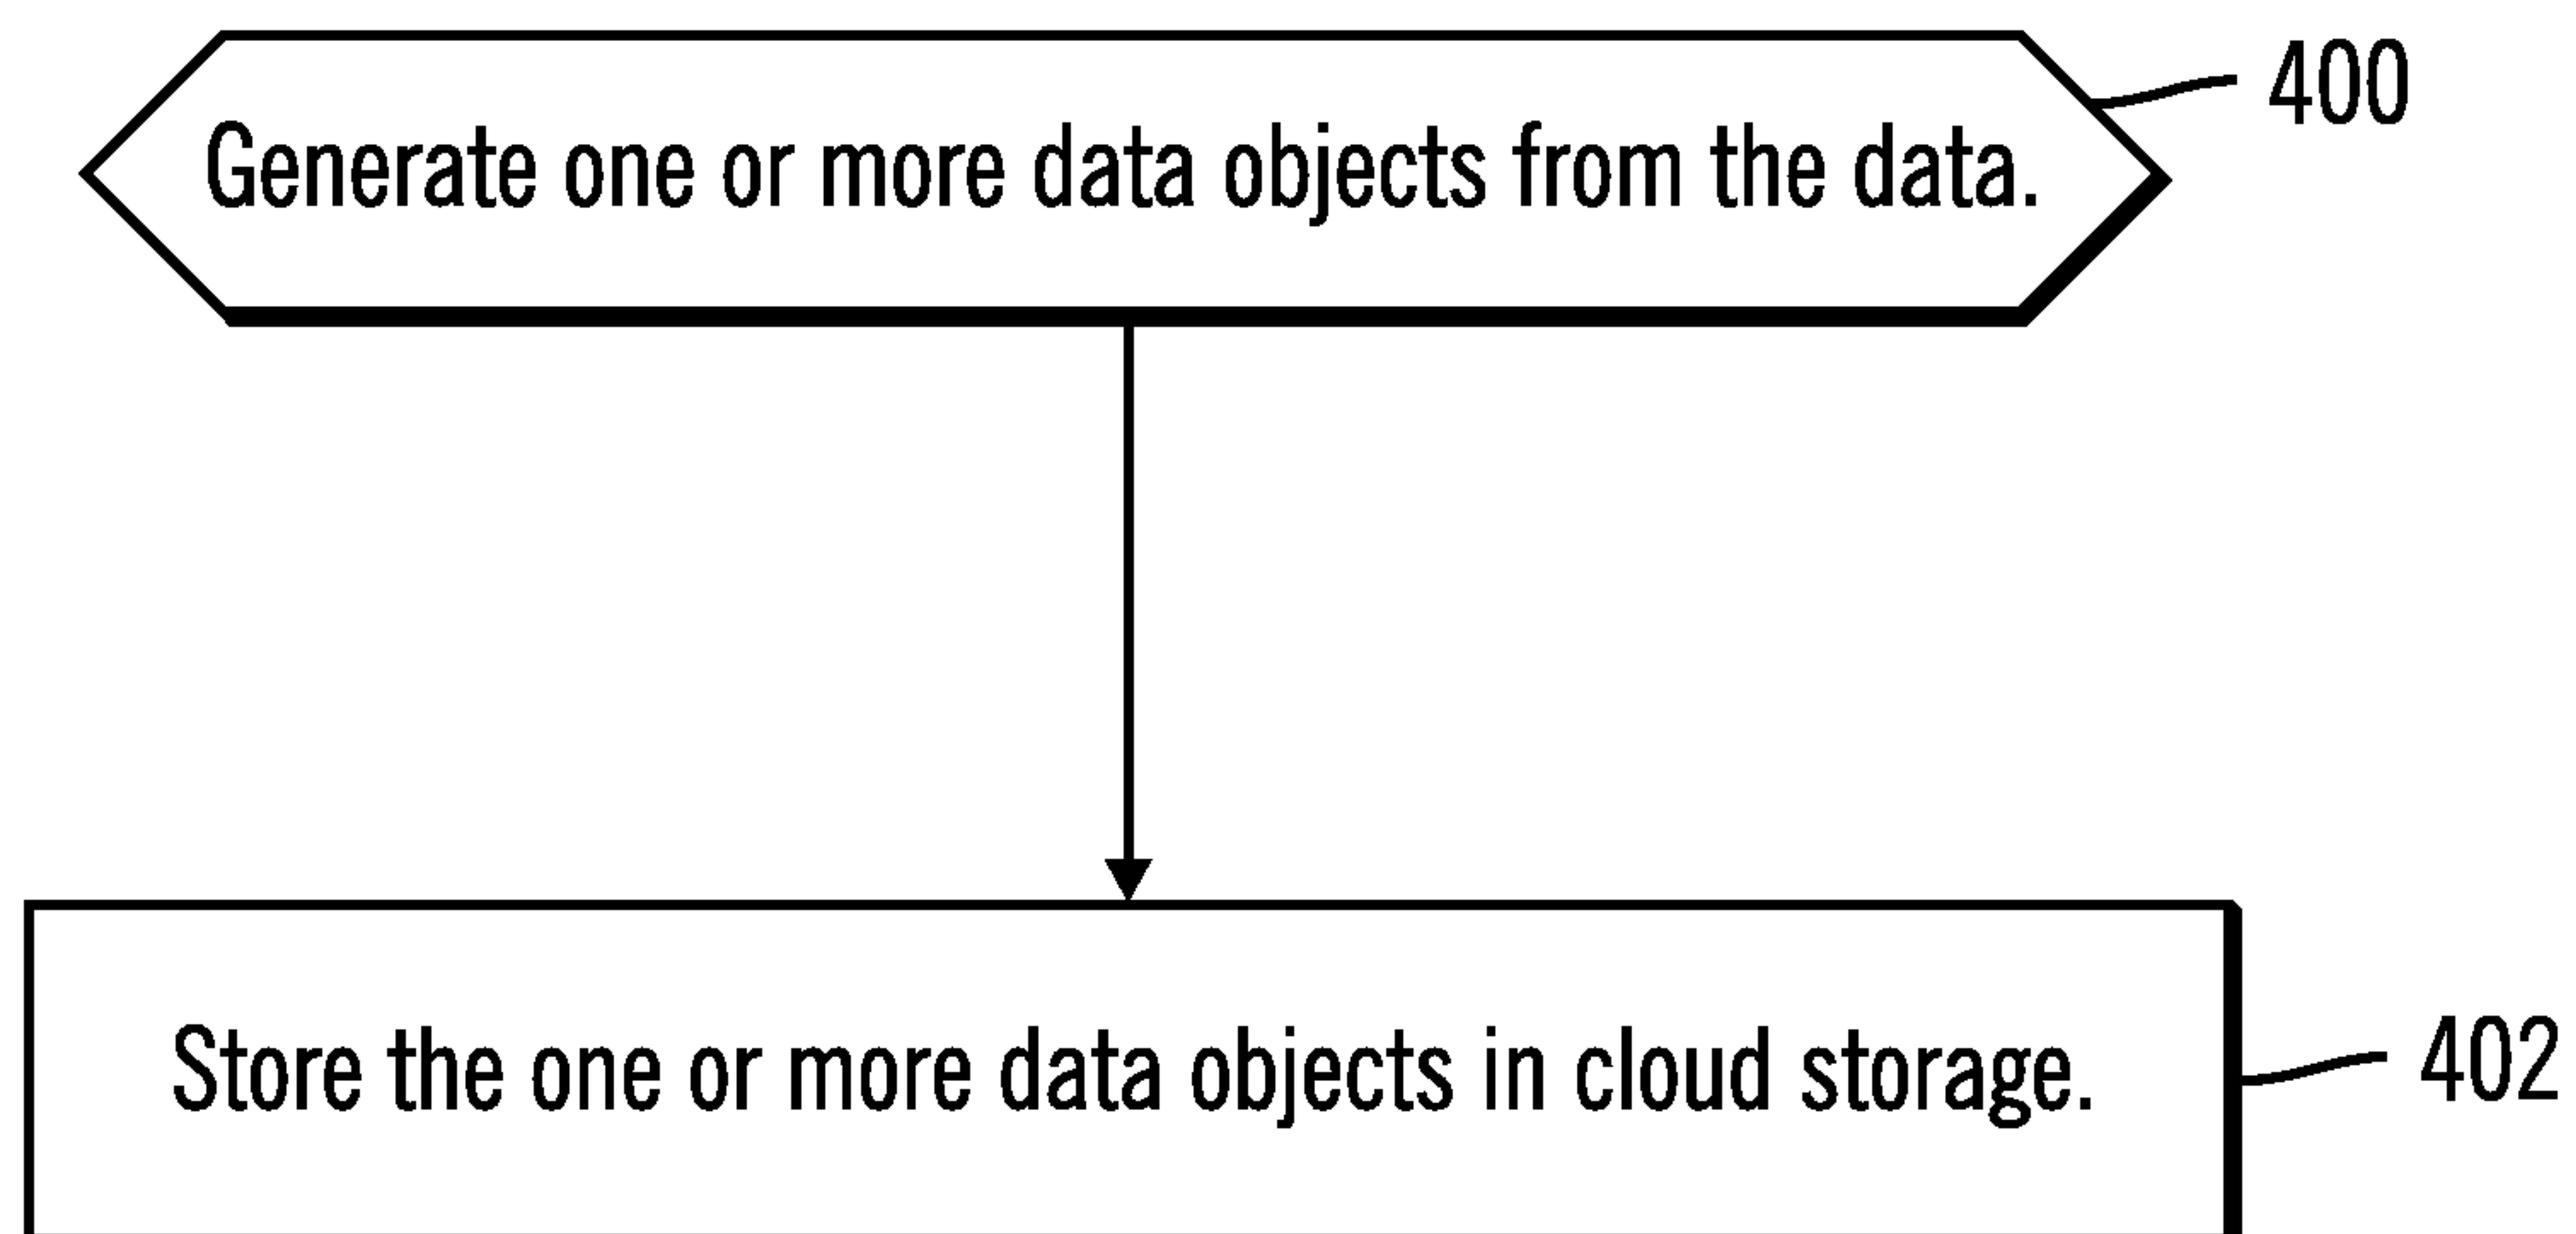 Generate one or more data objects from the data.
400
Store the one or more data objects in cloud storage.
402